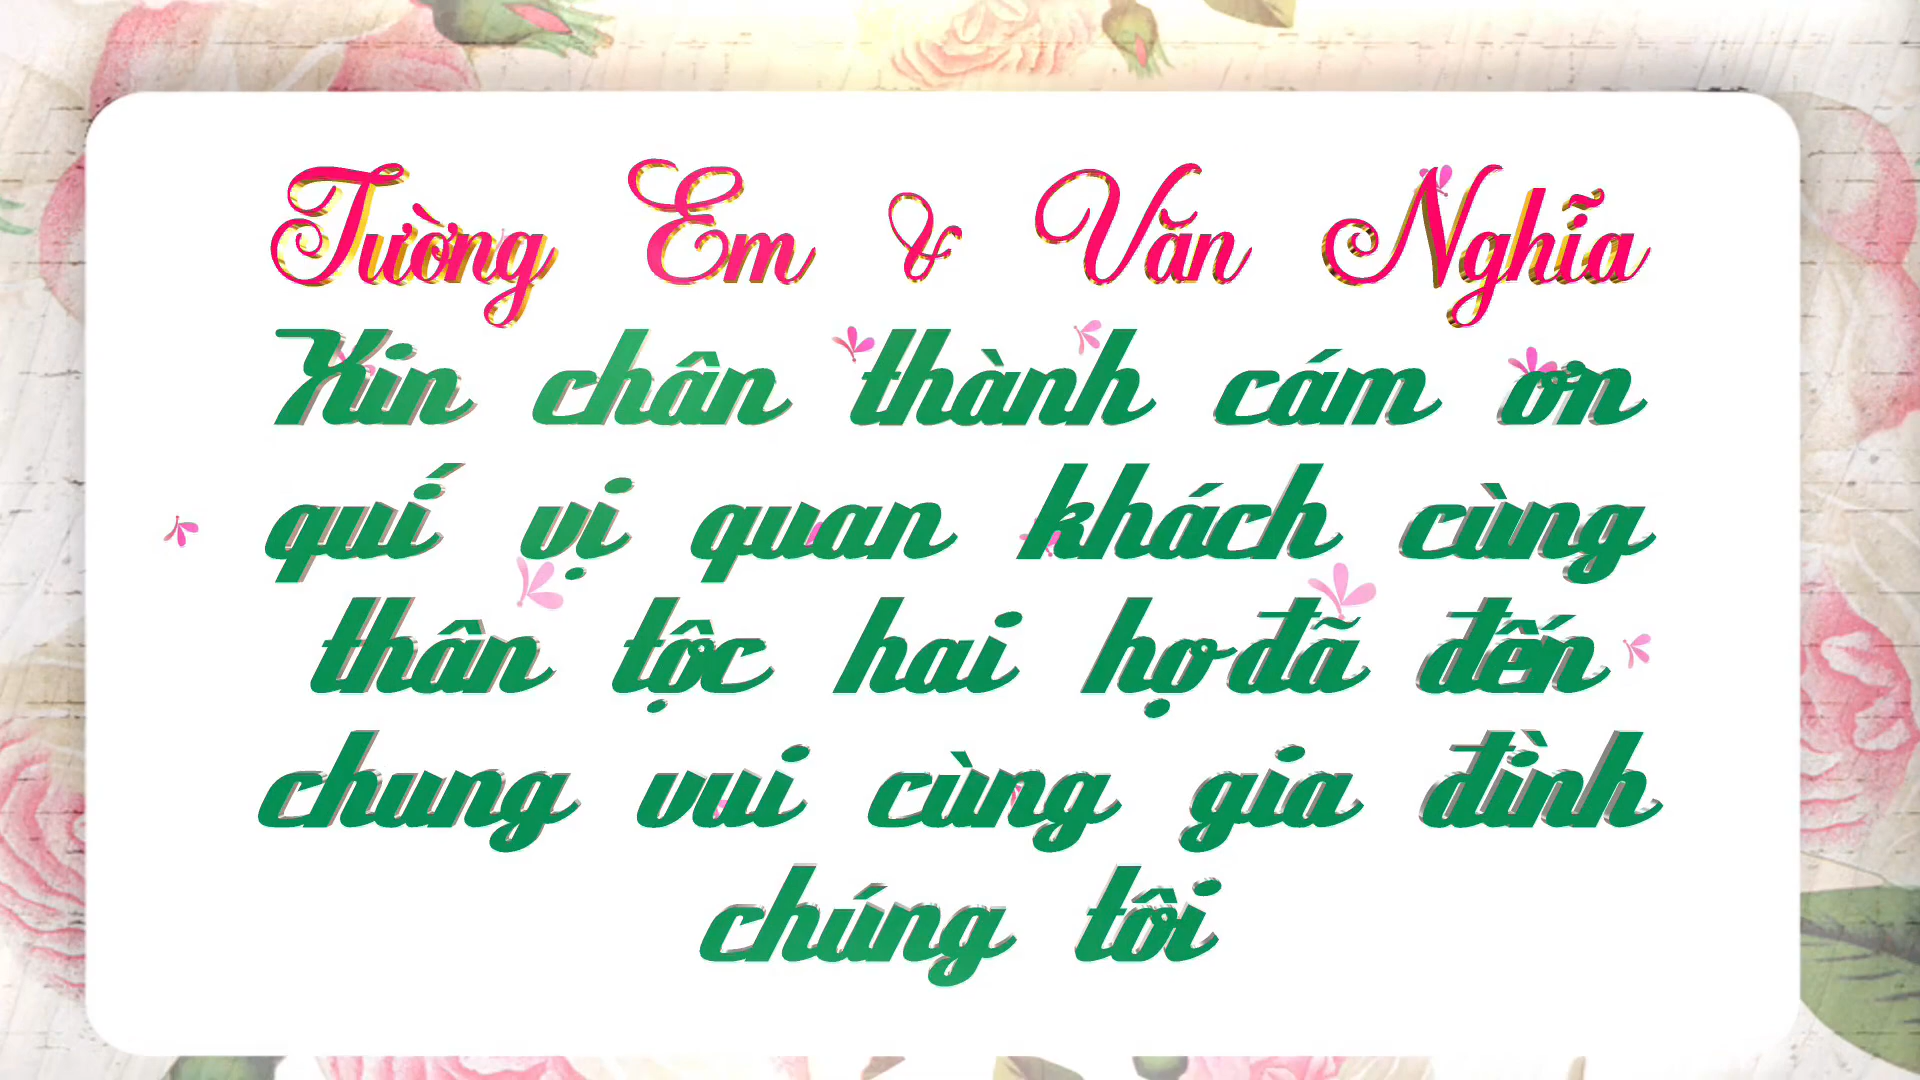 Tường Em & Văn Nghĩa
Xin chân thành cám ơn
quí vị quan khách cùng
thân tộc hai họ đã đến
chung vui cùng gia đình
chúng tôi